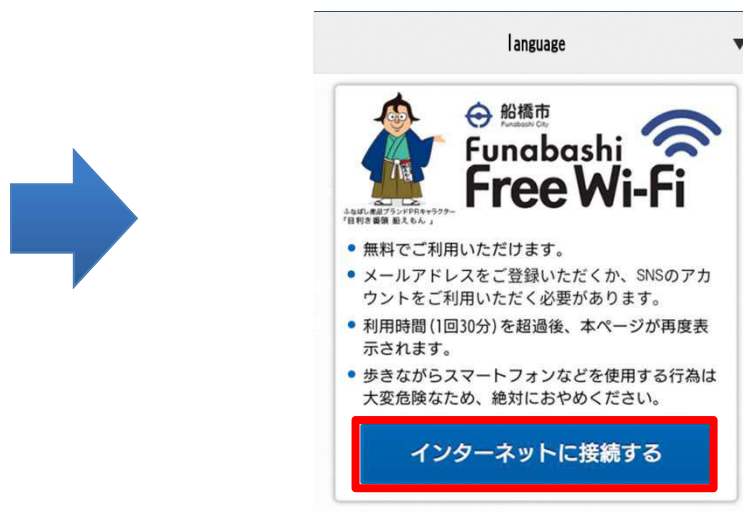 language
船橋市
Funabashi City
Funabashi
Free Wi-Fi
ふなばし産品ブランドPRキャラクター
「目利き番頭 船えもん」
無料でご利用いただけます。
メールアドレスをご登録いただくか、SNSのアカ
ウントをご利用いただく必要があります。
利用時間(1回30分)を超過後、本ページが再度表
示されます。
歩きながらスマートフォンなどを使用する行為は
大変危険なため、絶対におやめください。
インターネットに接続する